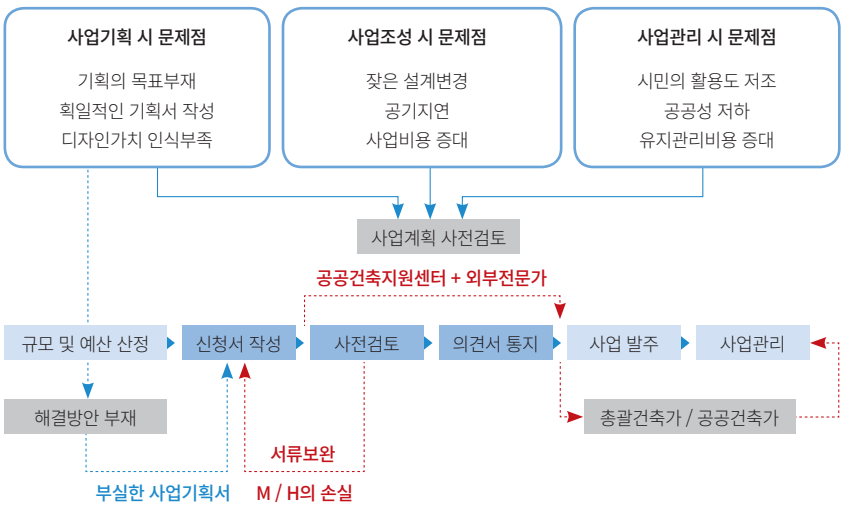 사업기획 시 문제점
기획의 목표부재
획일적인 기획서 작성
디자인가치 인식부족
사업조성 시 문제점
잦은 설계변경
공기지연
사업비용 증대
사업관리 시 문제점
시민의 활용도 저조
공공성 저하
유지관리비용 증대
사업계획 사전검토
공공건축지원센터 + 외부전문가
규모 및 예산 산정
신청서 작성
사전검토
의견서 통지
사업 발주
사업관리
해결방안 부재
총괄건축가 / 공공건축가
서류보완
부실한 사업기획서
M / H의 손실